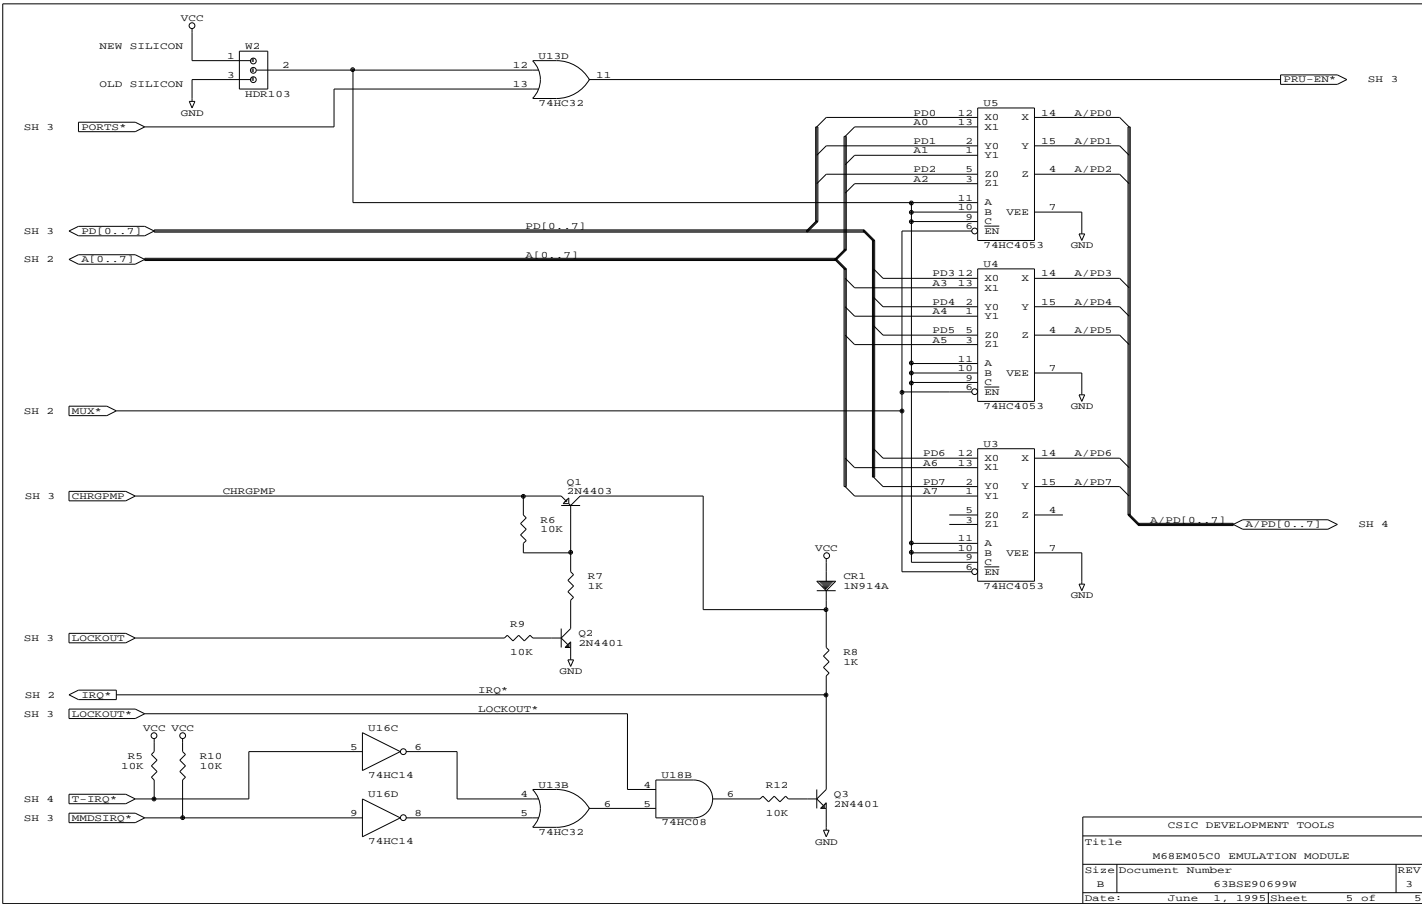 VCC
NEW SILICON
W2
1
2
3
OLD SILICON
HDR103
GND
U13D
12
13
11
74HC32
PRU-EN*
SH 3
SH 3
PORTS*
U5
PD0 12 X0 X 14 A/PD0
A0 13 X1
PD1 2 Y0 Y 15 A/PD1
A1 1 Y1
PD2 5 Z0 Z 4 A/PD2
A2 3 Z1
11 A
10 B VEE 7
9 C
6 EN
74HC4053
GND
SH 3 PD[0..7] PD[0..7]
SH 2 A[0..7] A[0..7]
U4
PD3 12 X0 X 14 A/PD3
A3 13 X1
PD4 2 Y0 Y 15 A/PD4
A4 1 Y1
PD5 5 Z0 Z 4 A/PD5
A5 3 Z1
11 A
10 B VEE 7
9 C
6 EN
74HC4053
GND
SH 2 MUX*
U3
PD6 12 X0 X 14 A/PD6
A6 13 X1
PD7 2 Y0 Y 15 A/PD7
A7 1 Y1
5 Z0 Z 4
3 Z1
11 A
10 B VEE 7
9 C
6 EN
74HC4053
GND
A/PD[0..7] A/PD[0..7] SH 4
SH 3 CHRGPMP CHRGPMP
Q1
2N4403
R6
10K
R7
1K
VCC
CR1
1N914A
SH 3 LOCKOUT
R9
10K
Q2
2N4401
GND
R8
1K
SH 2 IRQ* IRQ*
SH 3 LOCKOUT* LOCKOUT*
VCC VCC
R5
10K
R10
10K
U16C
5 6
74HC14
SH 4 T-IRQ*
SH 3 MMDSIRQ*
U16D
9 8
74HC14
U13B
4
5
6
74HC32
U18B
4
5
6
74HC08
R12
10K
Q3
2N4401
GND
CSIC DEVELOPMENT TOOLS
Title
M68EM05C0 EMULATION MODULE
Size Document Number REV
B 63BSE90699W 3
Date: June 1, 1995 Sheet 5 of 5